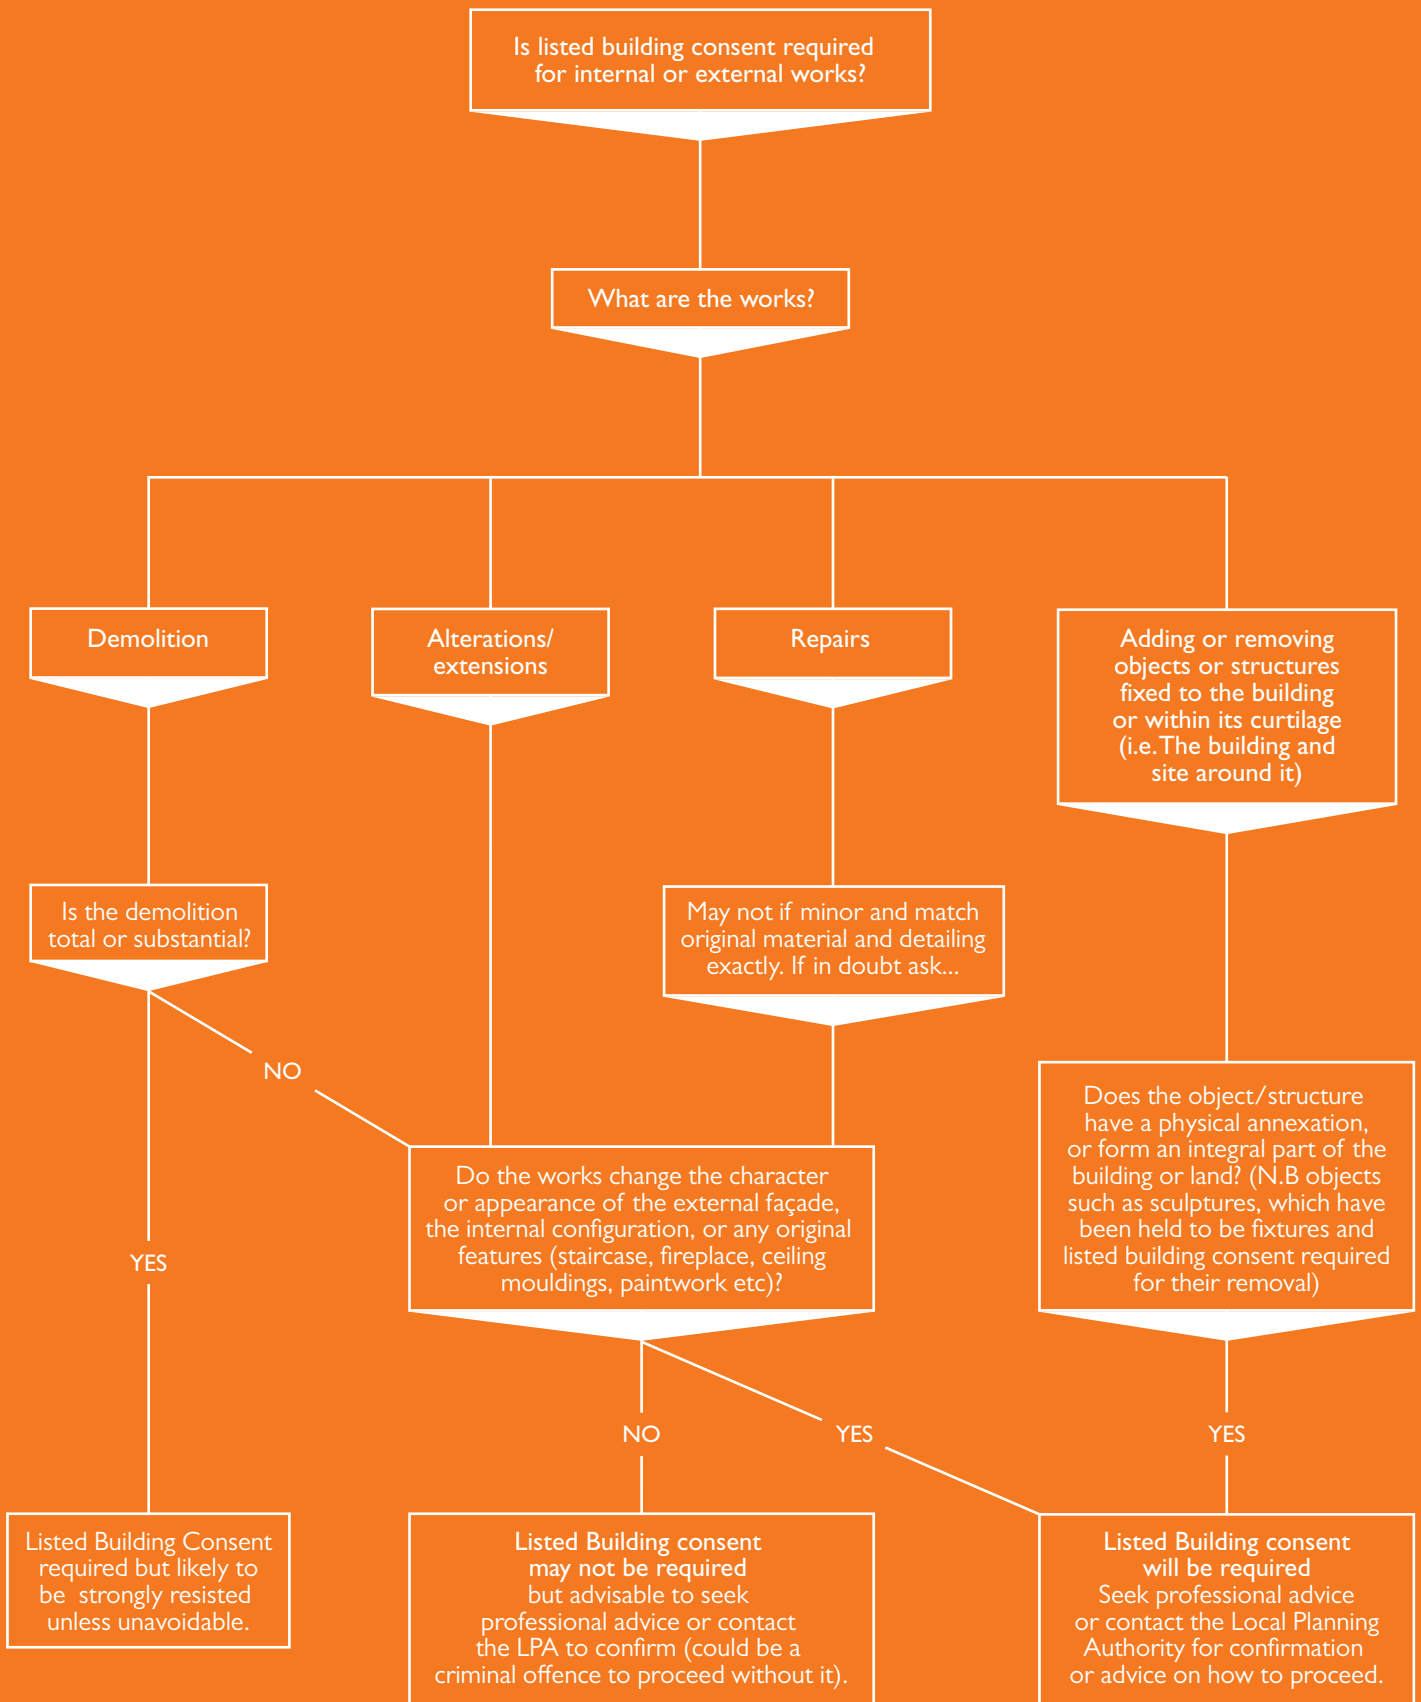 Is listed building consent required
for internal or external works?
What are the works?
Demolition
Alterations/
extensions
Repairs
Adding or removing
objects or structures
fixed to the building
or within its curtilage
(i.e. The building and
site around it)
Is the demolition
total or substantial?
May not if minor and match
original material and detailing
exactly. If in doubt ask...
NO
Do the works change the character
or appearance of the external façade,
the internal configuration, or any original
features (staircase, fireplace, ceiling
mouldings, paintwork etc)?
Does the object/structure
have a physical annexation,
or form an integral part of the
building or land? (N.B objects
such as sculptures, which have
been held to be fixtures and
listed building consent required
for their removal)
YES
NO
YES
YES
Listed Building Consent
required but likely to
be strongly resisted
unless unavoidable.
Listed Building consent
may not be required
but advisable to seek
professional advice or contact
the LPA to confirm (could be a
criminal offence to proceed without it).
Listed Building consent
will be required
Seek professional advice
or contact the Local Planning
Authority for confirmation
or advice on how to proceed.